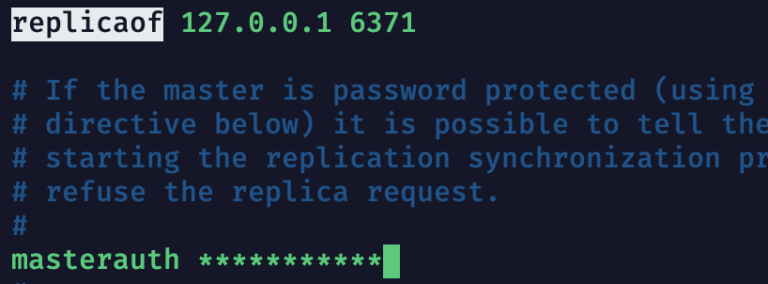 replicaof 127.0.0.1 6371
# If the master is password protected (using
# directive below) it is possible to tell the
# starting the replication synchronization pr
# refuse the replica request.
#
masterauth ***********